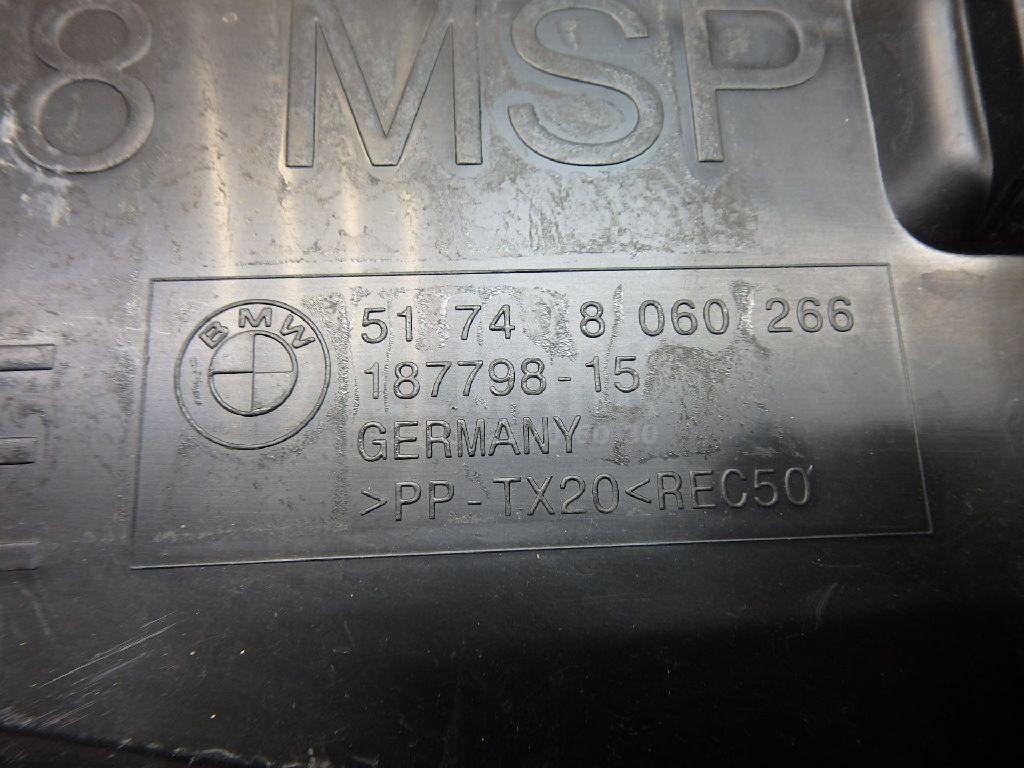 8 MSP
BMW
51 74 8 060 266
187798-15
GERMANY
>PP-TX20<REC50